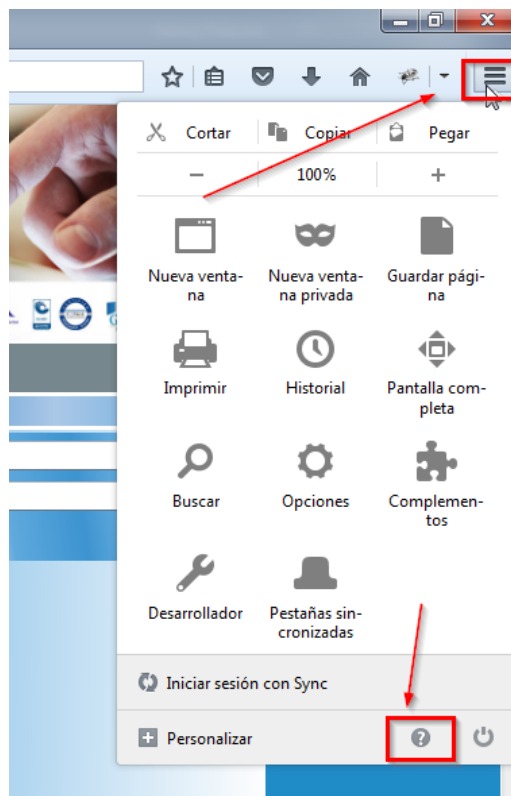 Cortar Copiar Pegar
100%
Nueva venta-
na
Nueva venta-
na privada
Guardar pági-
na
Imprimir
Historial
Pantalla com-
pleta
Buscar
Opciones
Complemen-
tos
Desarrollador
Pestañas sin-
cronizadas
Iniciar sesión con Sync
Personalizar